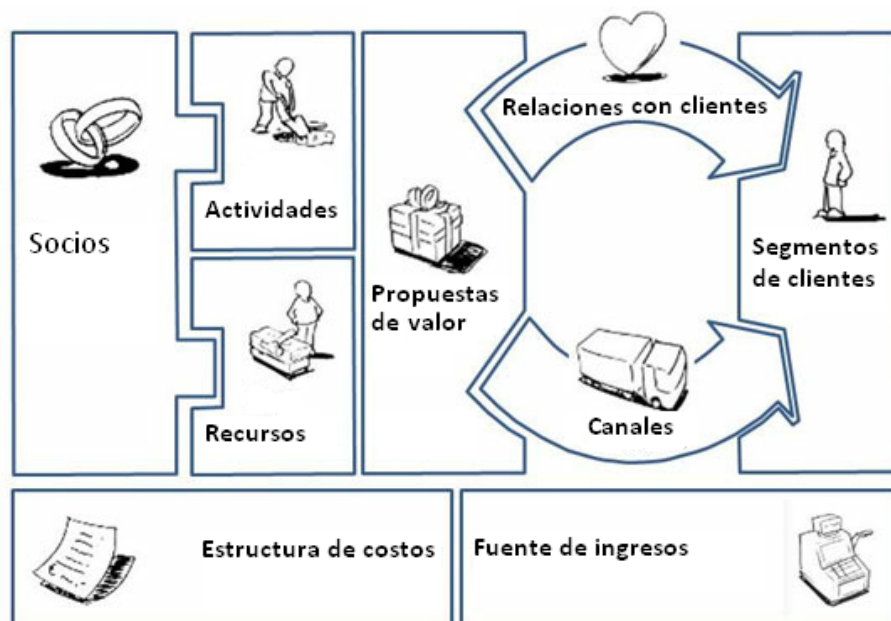 Socios
Actividades
Recursos
Propuestas
de valor
Relaciones con clientes
Canales
Segmentos
de clientes
Estructura de costos
Fuente de ingresos